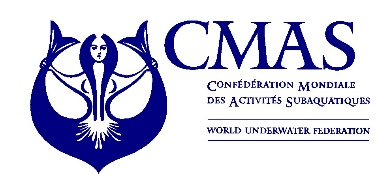 CMAS
CONFÉDÉRATION MONDIALE
DES ACTIVITÉS SUBAQUATIQUES
WORLD UNDERWATER FEDERATION